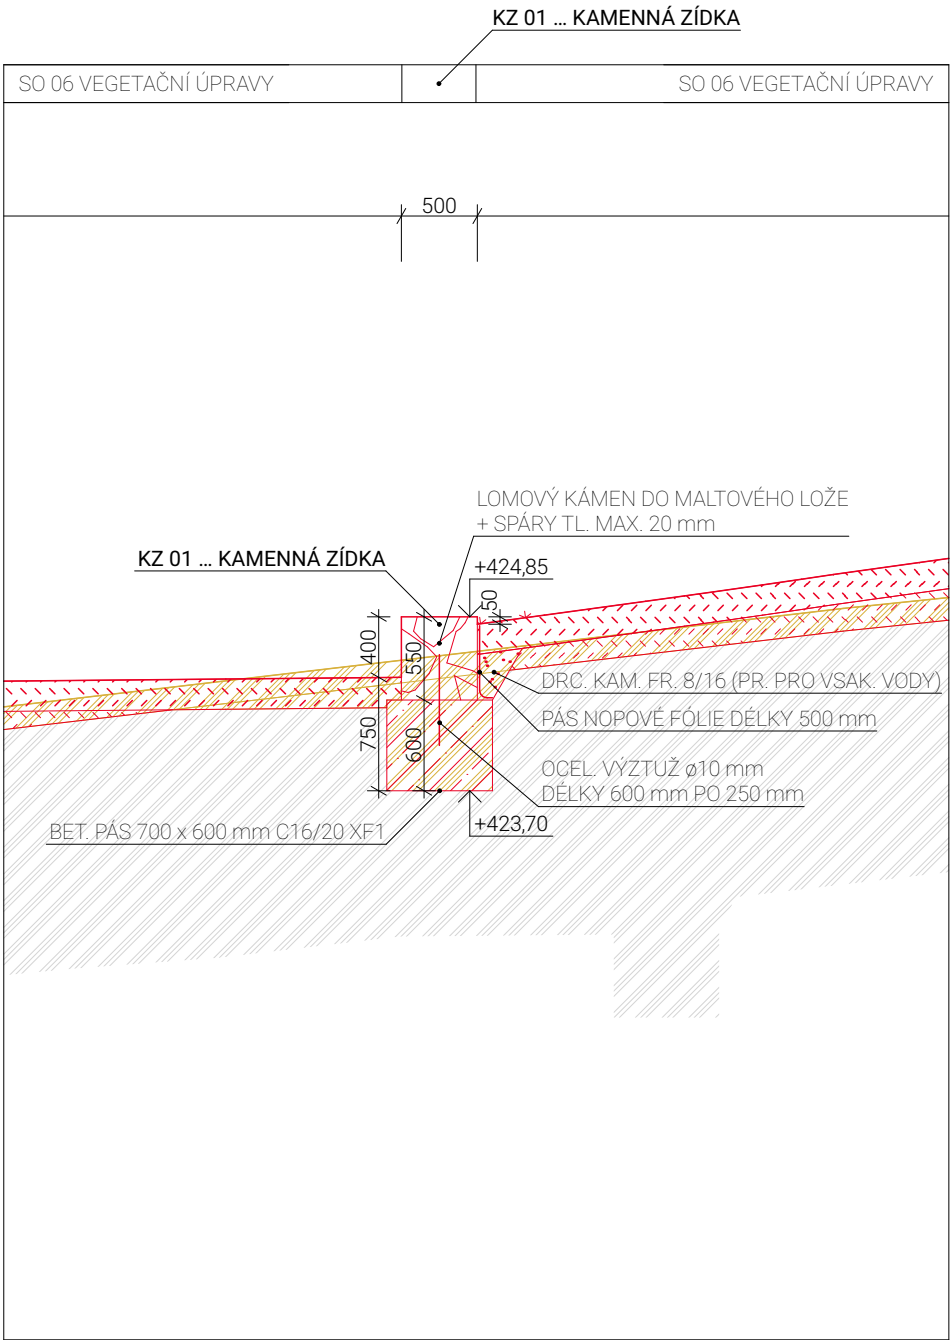 KZ 01 ... KAMENNÁ ZÍDKA
SO 06 VEGETAČNÍ ÚPRAVY
SO 06 VEGETAČNÍ ÚPRAVY
500
LOMOVÝ KÁMEN DO MALTOVÉHO LOŽE
+ SPÁRY TL. MAX. 20 mm
KZ 01 ... KAMENNÁ ZÍDKA
+424,85
50
400
550
DRC. KAM. FR. 8/16 (PR. PRO VSAK. VODY)
PÁS NOPOVÉ FÓLIE DÉLKY 500 mm
750
600
OCEL. VÝZTUŽ ø10 mm
DÉLKY 600 mm PO 250 mm
BET. PÁS 700 x 600 mm C16/20 XF1
+423,70